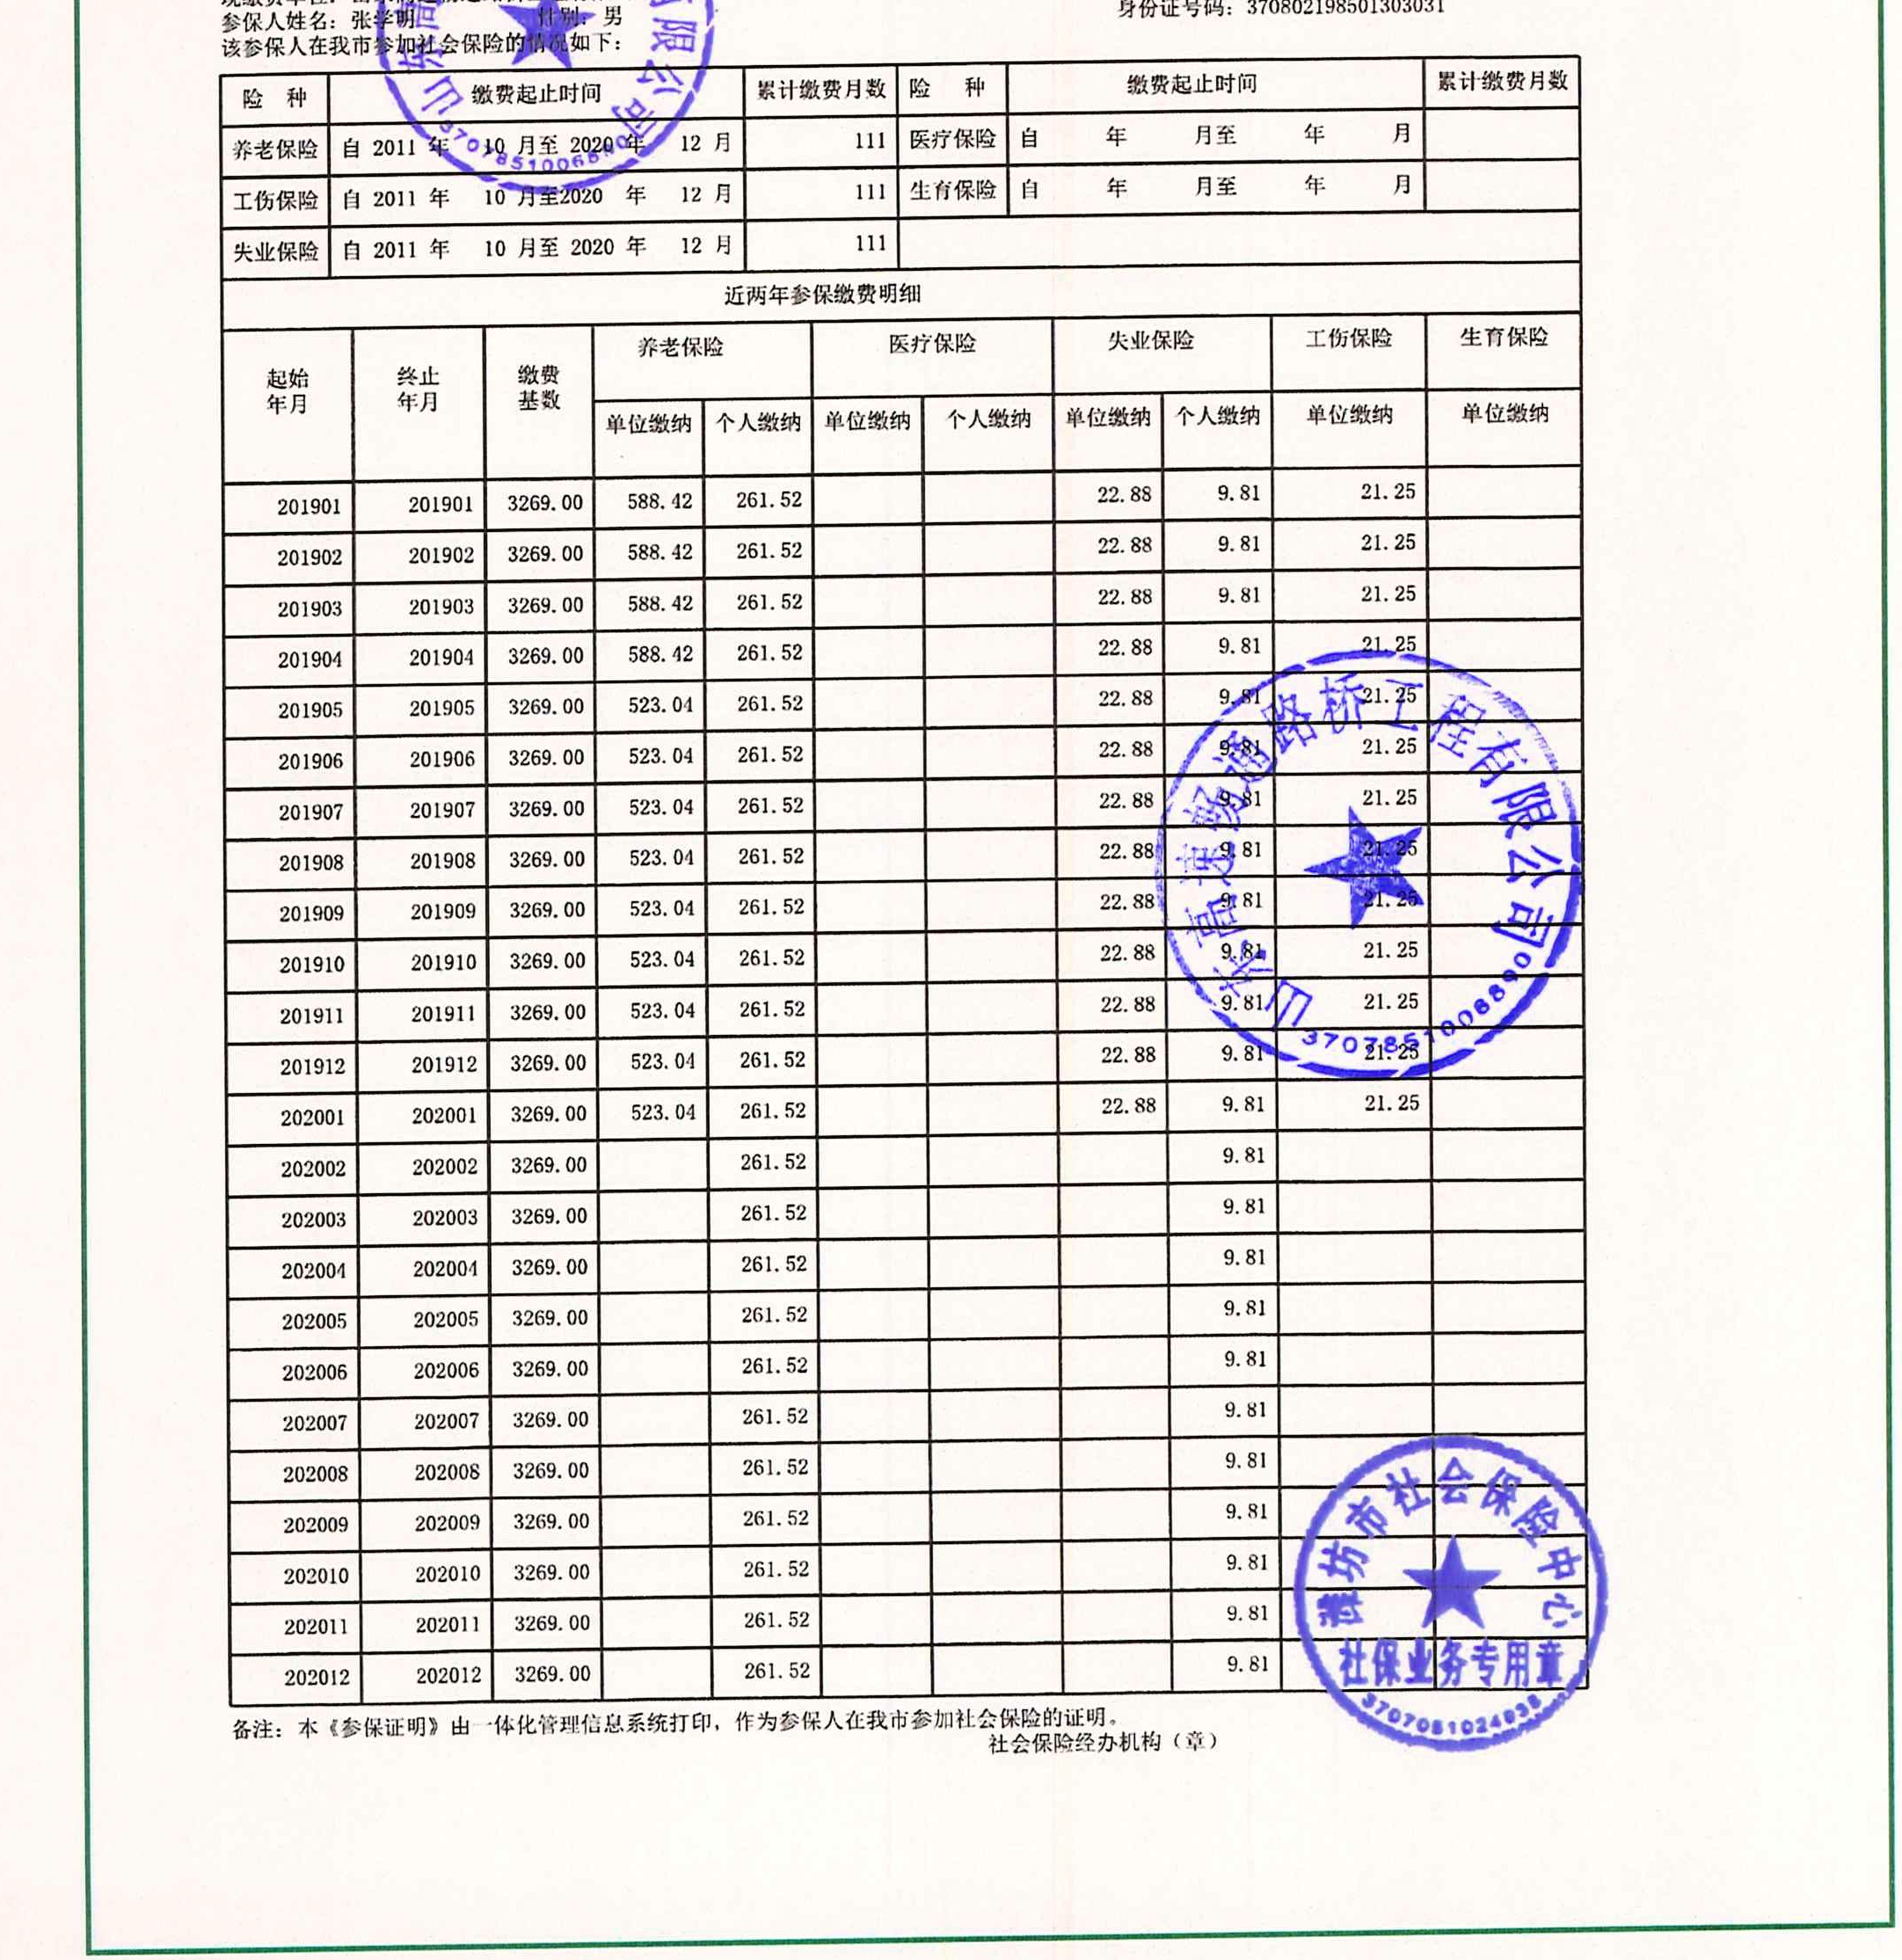 参保人姓名：张学明 性别：男 身份证号码：370802198501303031
该参保人在我市参加社会保险的情况如下：
险 种 缴费起止时间 累计缴费月数 险 种 缴费起止时间 累计缴费月数
养老保险 自 2011 年 10 月至 2020 年 12 月 111 医疗保险 自 年 月至 年 月
工伤保险 自 2011 年 10 月至2020 年 12 月 111 生育保险 自 年 月至 年 月
失业保险 自 2011 年 10 月至 2020 年 12 月 111
近两年参保缴费明细
起始年月 终止年月 缴费基数 养老保险 医疗保险 失业保险 工伤保险 生育保险
单位缴纳 个人缴纳 单位缴纳 个人缴纳 单位缴纳 个人缴纳 单位缴纳 单位缴纳
201901 201901 3269.00 588.42 261.52 22.88 9.81 21.25
201902 201902 3269.00 588.42 261.52 22.88 9.81 21.25
201903 201903 3269.00 588.42 261.52 22.88 9.81 21.25
201904 201904 3269.00 588.42 261.52 22.88 9.81 21.25
201905 201905 3269.00 523.04 261.52 22.88 9.81 21.25
201906 201906 3269.00 523.04 261.52 22.88 9.81 21.25
201907 201907 3269.00 523.04 261.52 22.88 9.81 21.25
201908 201908 3269.00 523.04 261.52 22.88 9.81 21.25
201909 201909 3269.00 523.04 261.52 22.88 9.81 21.25
201910 201910 3269.00 523.04 261.52 22.88 9.81 21.25
201911 201911 3269.00 523.04 261.52 22.88 9.81 21.25
201912 201912 3269.00 523.04 261.52 22.88 9.81 21.25
202001 202001 3269.00 523.04 261.52 22.88 9.81 21.25
202002 202002 3269.00 261.52 9.81
202003 202003 3269.00 261.52 9.81
202004 202004 3269.00 261.52 9.81
202005 202005 3269.00 261.52 9.81
202006 202006 3269.00 261.52 9.81
202007 202007 3269.00 261.52 9.81
202008 202008 3269.00 261.52 9.81
202009 202009 3269.00 261.52 9.81
202010 202010 3269.00 261.52 9.81
202011 202011 3269.00 261.52 9.81
202012 202012 3269.00 261.52 9.81
山东高速畅通路桥工程有限公司
3707851008890
潍坊市社会保险中心
社保业务专用章
备注：本《参保证明》由一体化管理信息系统打印，作为参保人在我市参加社会保险的证明。
社会保险经办机构（章）